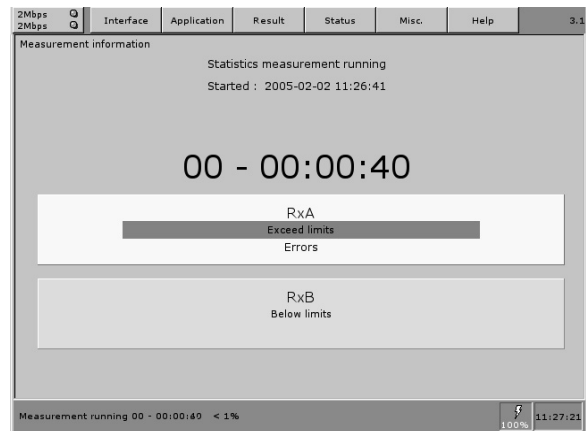 2Mbps
2Mbps
Interface Application Result Status Misc. Help 3.1
Measurement information
Statistics measurement running
Started : 2005-02-02 11:26:41
00 - 00:00:40
RxA
Exceed limits
Errors
RxB
Below limits
Measurement running 00 - 00:00:40 < 1%
100%
11:27:21